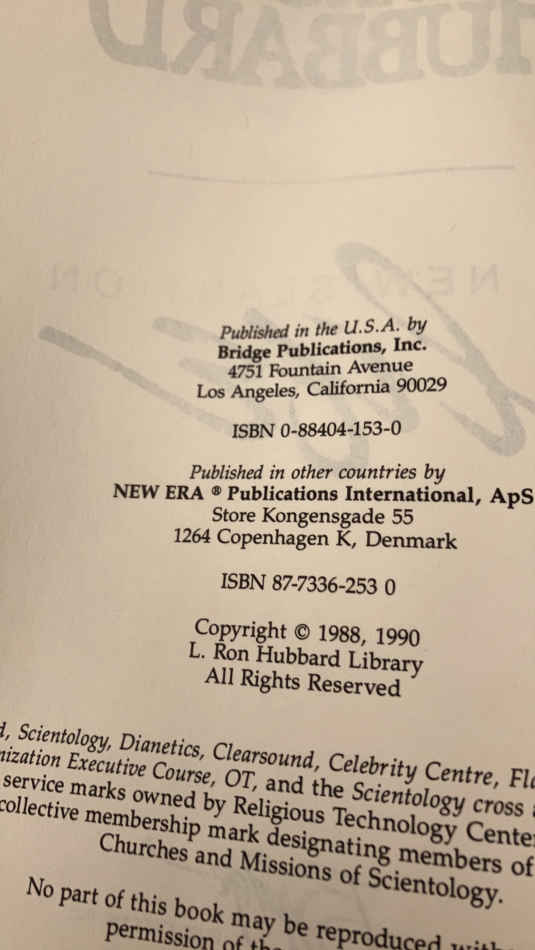 HUBBARD
Published in the U.S.A. by
Bridge Publications, Inc.
4751 Fountain Avenue
Los Angeles, California 90029
ISBN 0-88404-153-0
Published in other countries by
NEW ERA ® Publications International, ApS
Store Kongensgade 55
1264 Copenhagen K, Denmark
ISBN 87-7336-253 0
Copyright © 1988, 1990
L. Ron Hubbard Library
All Rights Reserved
Scientology, Dianetics, Clearsound, Celebrity Centre,
Executive Course, OT, and the Scientology cross
service marks owned by Religious Technology
collective membership mark designating members of
Churches and Missions of Scientology.
No part of this book may be reproduced
permission of